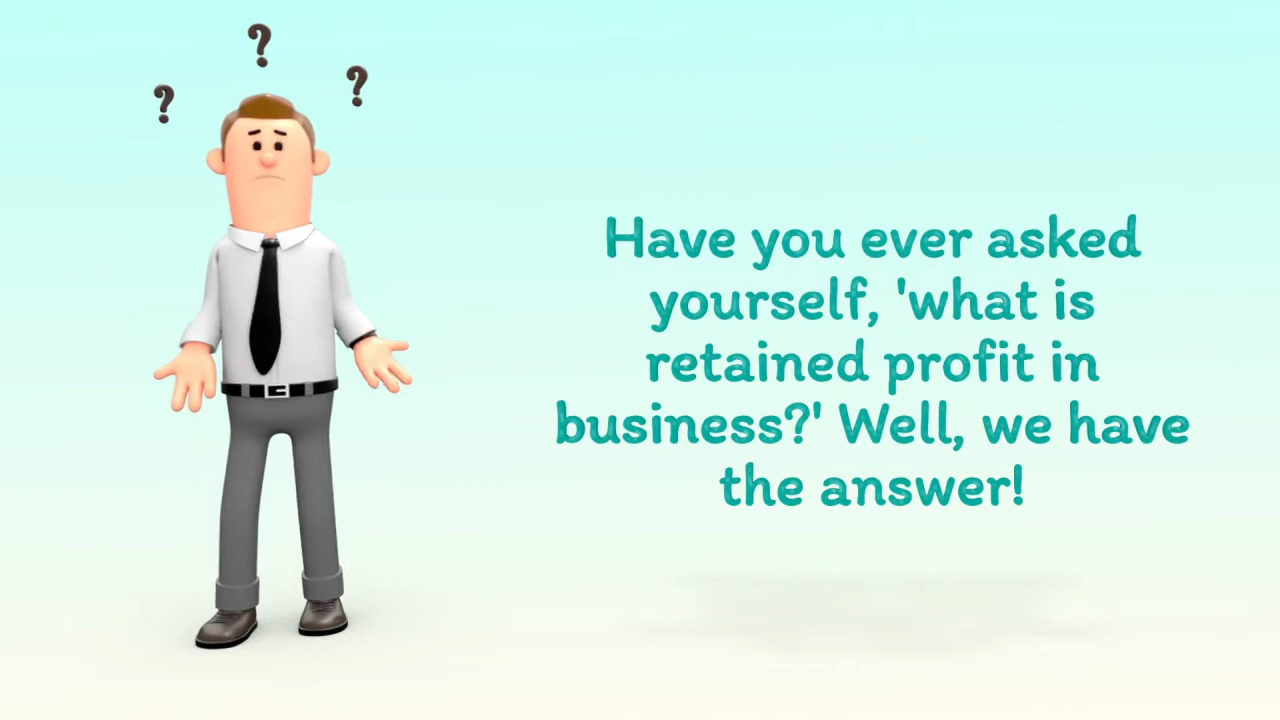 ? ? ?
Have you ever asked
yourself, 'what is
retained profit in
business?' Well, we have
the answer!